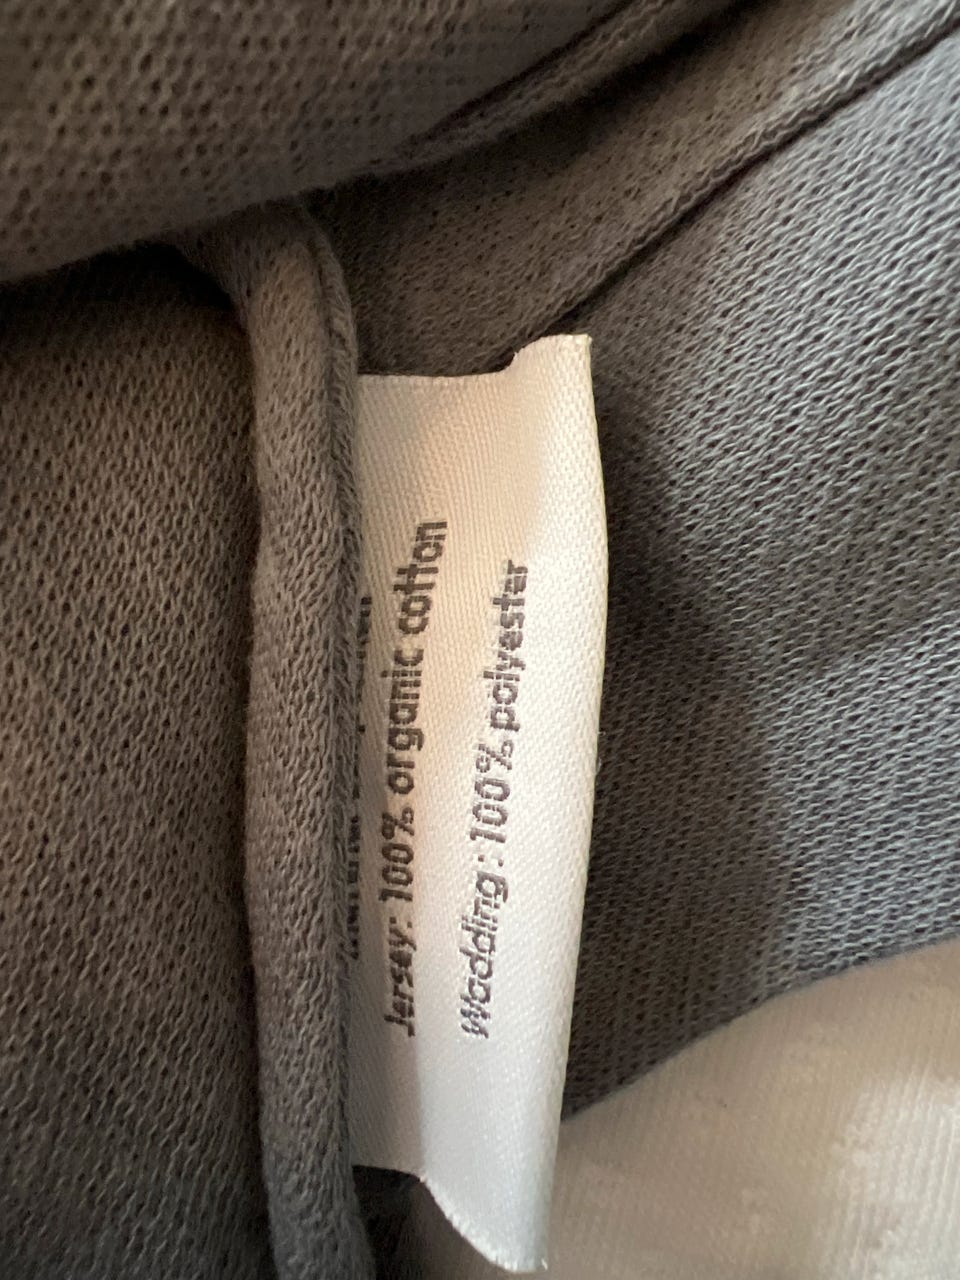 Jersey: 100% organic cotton
Wadding: 100% polyester